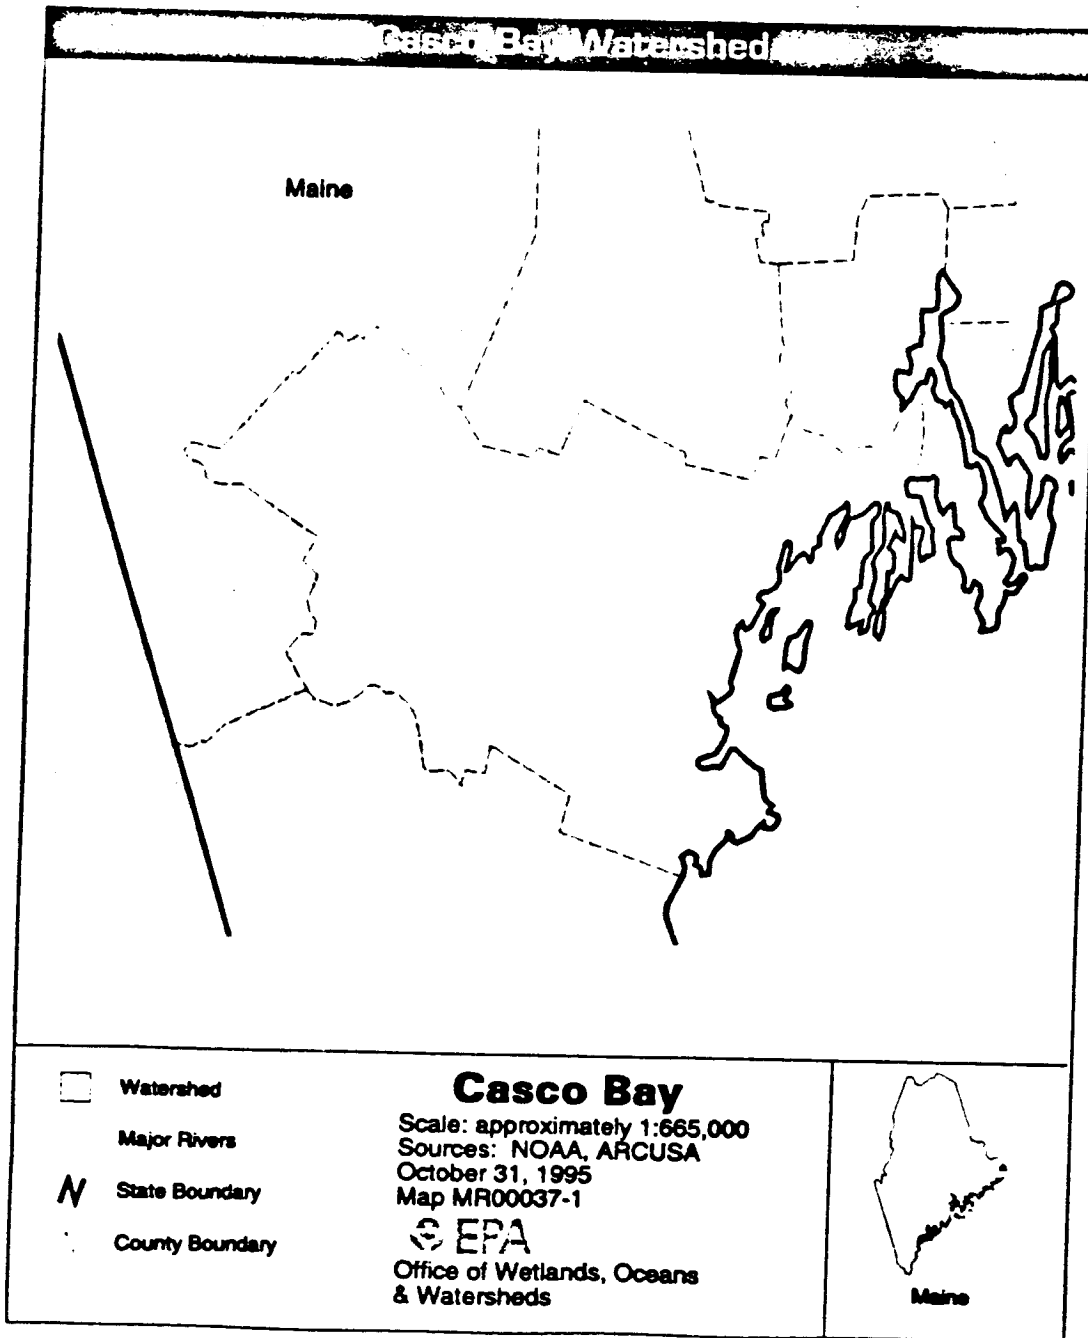 Casco Bay Watershed
Maine
Watershed
Major Rivers
State Boundary
County Boundary
Casco Bay
Scale: approximately 1:665,000
Sources: NOAA, ARCUSA
October 31, 1995
Map MR00037-1
EPA
Office of Wetlands, Oceans
& Watersheds
Maine